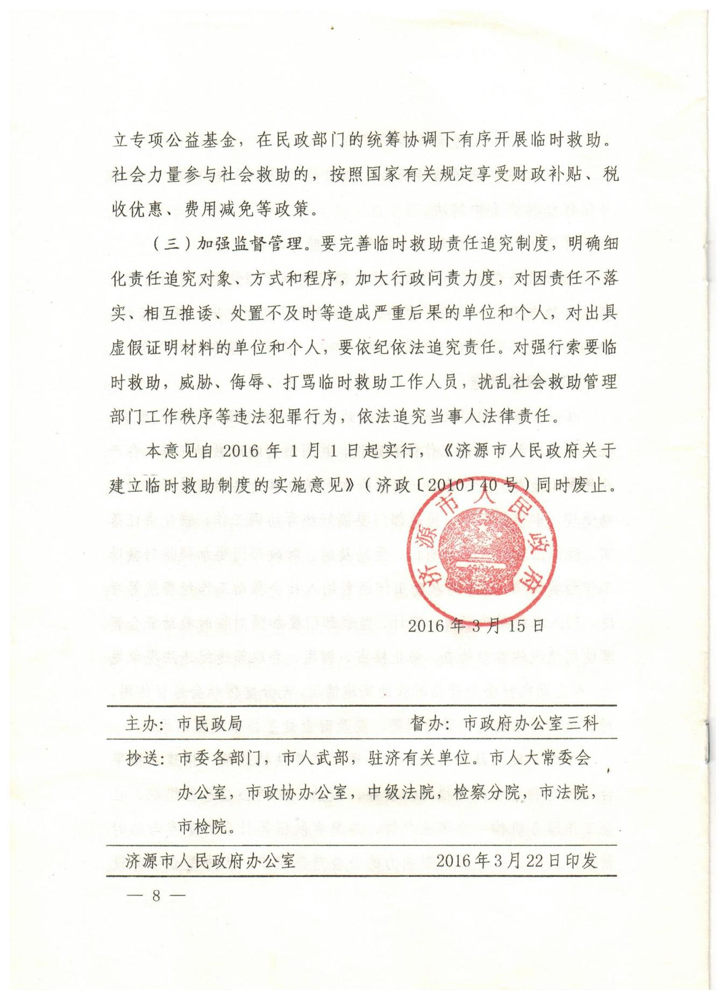 立专项公益基金，在民政部门的统筹协调下有序开展临时救助。
社会力量参与社会救助的，按照国家有关规定享受财政补贴、税
收优惠、费用减免等政策。
（三）加强监督管理。要完善临时救助责任追究制度，明确细
化责任追究对象、方式和程序，加大行政问责力度，对因责任不落
实、相互推诿、处置不及时等造成严重后果的单位和个人，对出具
虚假证明材料的单位和个人，要依纪依法追究责任。对强行索要临
时救助，威胁、侮辱、打骂临时救助工作人员，扰乱社会救助管理
部门工作秩序等违法犯罪行为，依法追究当事人法律责任。
本意见自 2016 年 1 月 1 日起实行，《济源市人民政府关于
建立临时救助制度的实施意见》（济政〔2010〕40 号）同时废止。
济源市人民政府
2016 年 3 月 15 日
主办：市民政局 督办：市政府办公室三科
抄送：市委各部门，市人武部，驻济有关单位。市人大常委会
办公室，市政协办公室，中级法院，检察分院，市法院，
市检院。
济源市人民政府办公室 2016 年 3 月 22 日印发
— 8 —